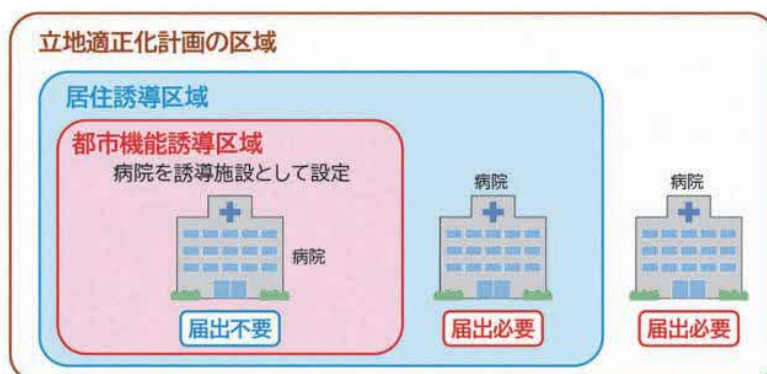 立地適正化計画の区域
居住誘導区域
都市機能誘導区域
病院を誘導施設として設定
病院
届出不要
病院
届出必要
病院
届出必要